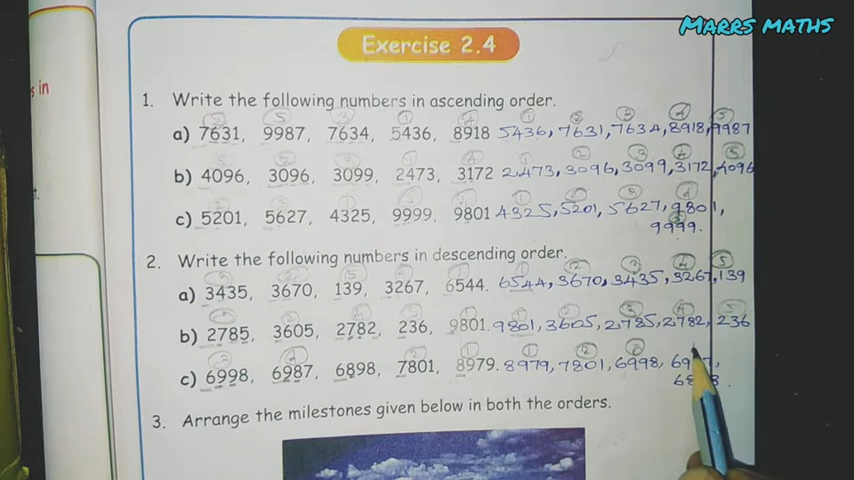 MARRS MATHS
Exercise 2.4
s in
1. Write the following numbers in ascending order.
a) 7631, 9987, 7634, 5436, 8918 5436, 7631, 7634, 8918, 9987
b) 4096, 3096, 3099, 2473, 3172 2473, 3096, 3099, 3172, 4096
c) 5201, 5627, 4325, 9999, 9801 4325, 5201, 5627, 9801,
9999.
2. Write the following numbers in descending order.
a) 3435, 3670, 139, 3267, 6544. 6544, 3670, 3435, 3267, 139
b) 2785, 3605, 2782, 236, 9801. 9801, 3605, 2785, 2782, 236
c) 6998, 6987, 6898, 7801, 8979. 8979, 7801, 6998,
3. Arrange the milestones given below in both the orders.